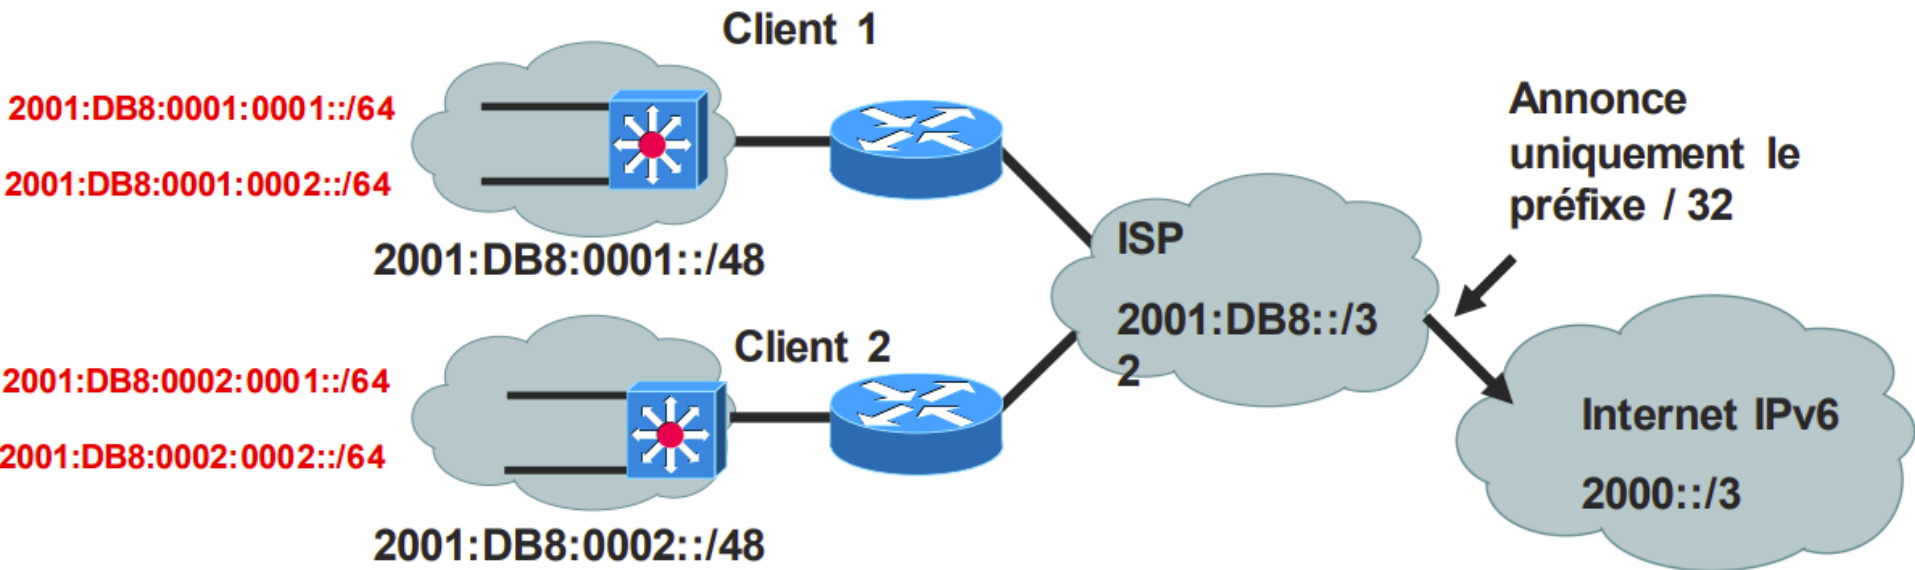 Client 1
2001:DB8:0001:0001::/64
2001:DB8:0001:0002::/64
2001:DB8:0001::/48
Client 2
2001:DB8:0002:0001::/64
2001:DB8:0002:0002::/64
2001:DB8:0002::/48
ISP
2001:DB8::/3
2
Annonce
uniquement le
préfixe / 32
Internet IPv6
2000::/3